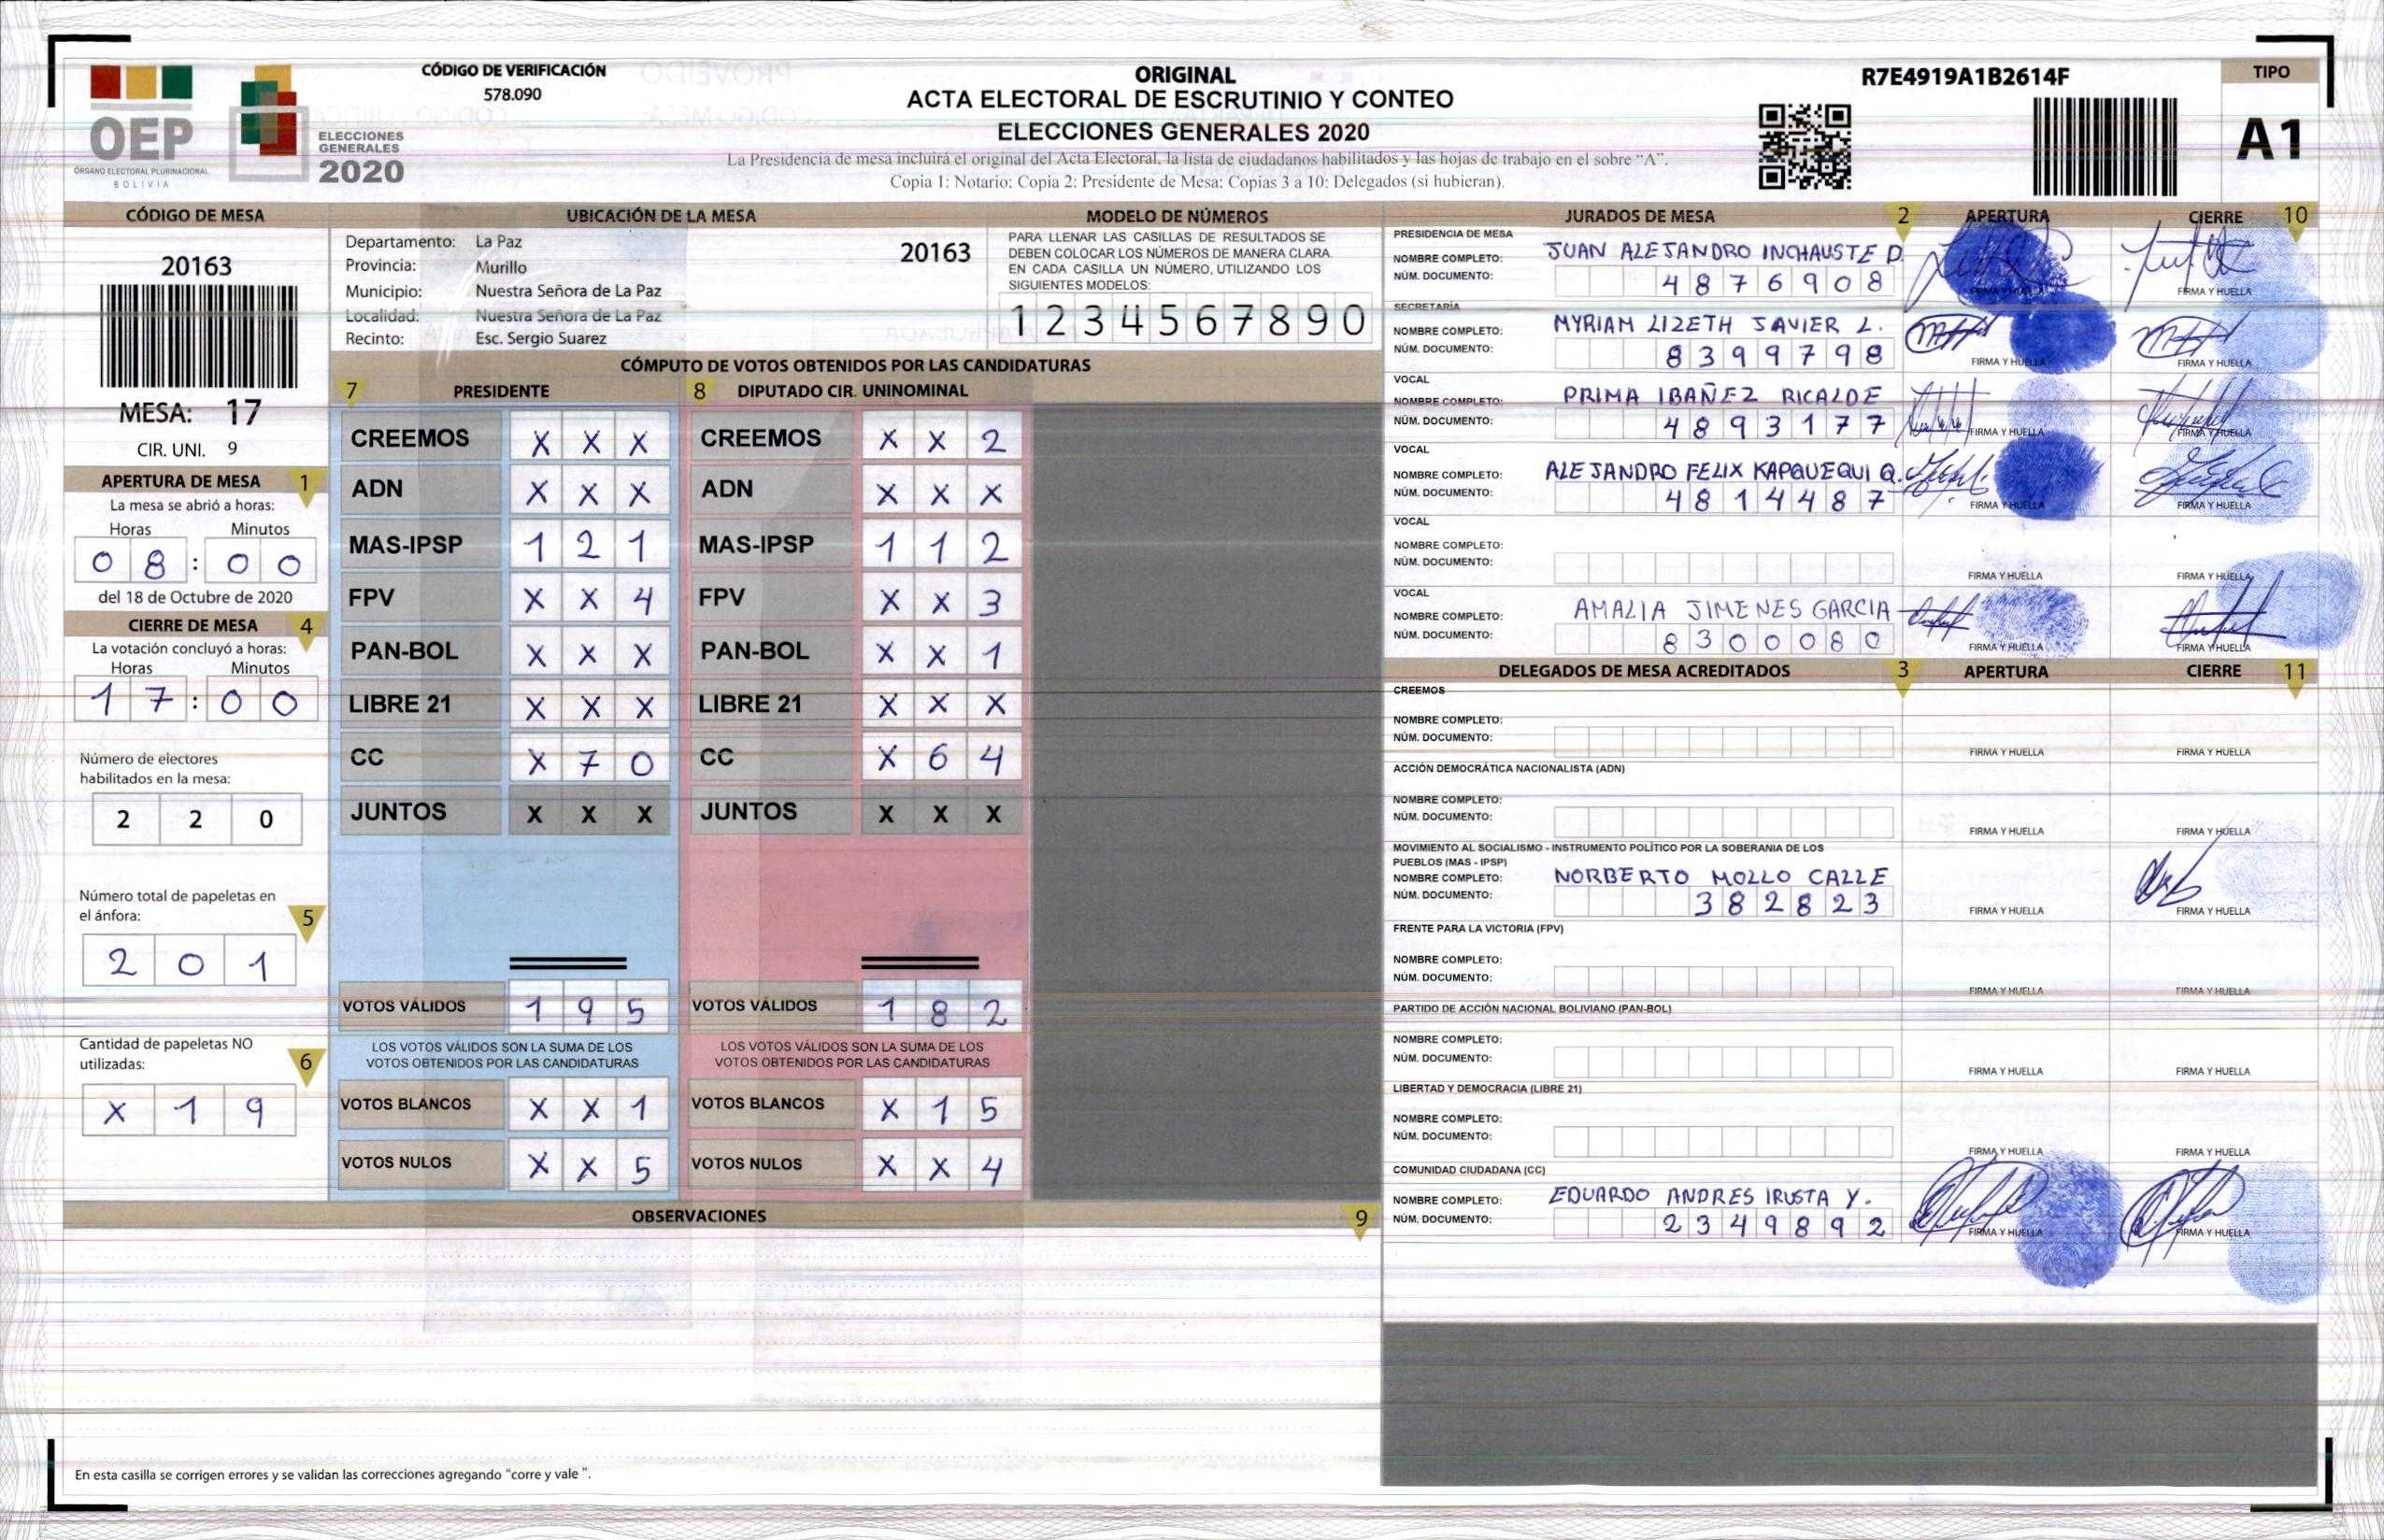 CÓDIGO DE VERIFICACIÓN
578.090
OEP
ÓRGANO ELECTORAL PLURINACIONAL
BOLIVIA
ELECCIONES
GENERALES
2020
ORIGINAL
ACTA ELECTORAL DE ESCRUTINIO Y CONTEO
ELECCIONES GENERALES 2020
La Presidencia de mesa incluirá el original del Acta Electoral, la lista de ciudadanos habilitados y las hojas de trabajo en el sobre "A".
Copia 1: Notario; Copia 2: Presidente de Mesa; Copias 3 a 10: Delegados (si hubieran).
R7E4919A1B2614F
TIPO
A1
CÓDIGO DE MESA
20163
MESA: 17
CIR. UNI. 9
APERTURA DE MESA 1
La mesa se abrió a horas:
Horas Minutos
08:00
del 18 de Octubre de 2020
CIERRE DE MESA 4
La votación concluyó a horas:
Horas Minutos
17:00
Número de electores
habilitados en la mesa:
2 2 0
Número total de papeletas en
el ánfora: 5
2 0 1
Cantidad de papeletas NO
utilizadas: 6
X 1 9
UBICACIÓN DE LA MESA
Departamento: La Paz
20163
Provincia: Murillo
Municipio: Nuestra Señora de La Paz
Localidad: Nuestra Señora de La Paz
Recinto: Esc. Sergio Suarez
MODELO DE NÚMEROS
PARA LLENAR LAS CASILLAS DE RESULTADOS SE
DEBEN COLOCAR LOS NÚMEROS DE MANERA CLARA.
EN CADA CASILLA UN NÚMERO, UTILIZANDO LOS
SIGUIENTES MODELOS:
1 2 3 4 5 6 7 8 9 0
CÓMPUTO DE VOTOS OBTENIDOS POR LAS CANDIDATURAS
7 PRESIDENTE
CREEMOS X X X
ADN X X X
MAS-IPSP 1 2 1
FPV X X 4
PAN-BOL X X X
LIBRE 21 X X X
CC X 7 0
JUNTOS X X X
VOTOS VÁLIDOS 1 9 5
LOS VOTOS VÁLIDOS SON LA SUMA DE LOS
VOTOS OBTENIDOS POR LAS CANDIDATURAS
VOTOS BLANCOS X X 1
VOTOS NULOS X X 5
8 DIPUTADO CIR. UNINOMINAL
CREEMOS X X 2
ADN X X X
MAS-IPSP 1 1 2
FPV X X 3
PAN-BOL X X 1
LIBRE 21 X X X
CC X 6 4
JUNTOS X X X
VOTOS VÁLIDOS 1 8 2
LOS VOTOS VÁLIDOS SON LA SUMA DE LOS
VOTOS OBTENIDOS POR LAS CANDIDATURAS
VOTOS BLANCOS X 1 5
VOTOS NULOS X X 4
OBSERVACIONES 9
En esta casilla se corrigen errores y se validan las correcciones agregando "corre y vale ".
JURADOS DE MESA 2 APERTURA CIERRE 10
PRESIDENCIA DE MESA
NOMBRE COMPLETO: JUAN ALEJANDRO INCHAUSTE D
NÚM. DOCUMENTO: 4876908
FIRMA Y HUELLA FIRMA Y HUELLA
SECRETARÍA
NOMBRE COMPLETO: MYRIAM LIZETH JAVIER L.
NÚM. DOCUMENTO: 8399798
FIRMA Y HUELLA FIRMA Y HUELLA
VOCAL
NOMBRE COMPLETO: PRIMA IBAÑEZ RICALDE
NÚM. DOCUMENTO: 4893177
FIRMA Y HUELLA FIRMA Y HUELLA
VOCAL
NOMBRE COMPLETO: ALEJANDRO FELIX KAPQUEQUI Q.
NÚM. DOCUMENTO: 4814487
FIRMA Y HUELLA FIRMA Y HUELLA
VOCAL
NOMBRE COMPLETO:
NÚM. DOCUMENTO:
FIRMA Y HUELLA FIRMA Y HUELLA
VOCAL
NOMBRE COMPLETO: AMALIA JIMENES GARCIA
NÚM. DOCUMENTO: 8300080
FIRMA Y HUELLA FIRMA Y HUELLA
DELEGADOS DE MESA ACREDITADOS 3 APERTURA CIERRE 11
CREEMOS
NOMBRE COMPLETO:
NÚM. DOCUMENTO:
FIRMA Y HUELLA FIRMA Y HUELLA
ACCIÓN DEMOCRÁTICA NACIONALISTA (ADN)
NOMBRE COMPLETO:
NÚM. DOCUMENTO:
FIRMA Y HUELLA FIRMA Y HUELLA
MOVIMIENTO AL SOCIALISMO - INSTRUMENTO POLÍTICO POR LA SOBERANIA DE LOS
PUEBLOS (MAS - IPSP)
NOMBRE COMPLETO: NORBERTO MOLLO CALLE
NÚM. DOCUMENTO: 382823
FIRMA Y HUELLA FIRMA Y HUELLA
FRENTE PARA LA VICTORIA (FPV)
NOMBRE COMPLETO:
NÚM. DOCUMENTO:
FIRMA Y HUELLA FIRMA Y HUELLA
PARTIDO DE ACCIÓN NACIONAL BOLIVIANO (PAN-BOL)
NOMBRE COMPLETO:
NÚM. DOCUMENTO:
FIRMA Y HUELLA FIRMA Y HUELLA
LIBERTAD Y DEMOCRACIA (LIBRE 21)
NOMBRE COMPLETO:
NÚM. DOCUMENTO:
FIRMA Y HUELLA FIRMA Y HUELLA
COMUNIDAD CIUDADANA (CC)
NOMBRE COMPLETO: EDUARDO ANDRES IRUSTA Y.
NÚM. DOCUMENTO: 2349892
FIRMA Y HUELLA FIRMA Y HUELLA